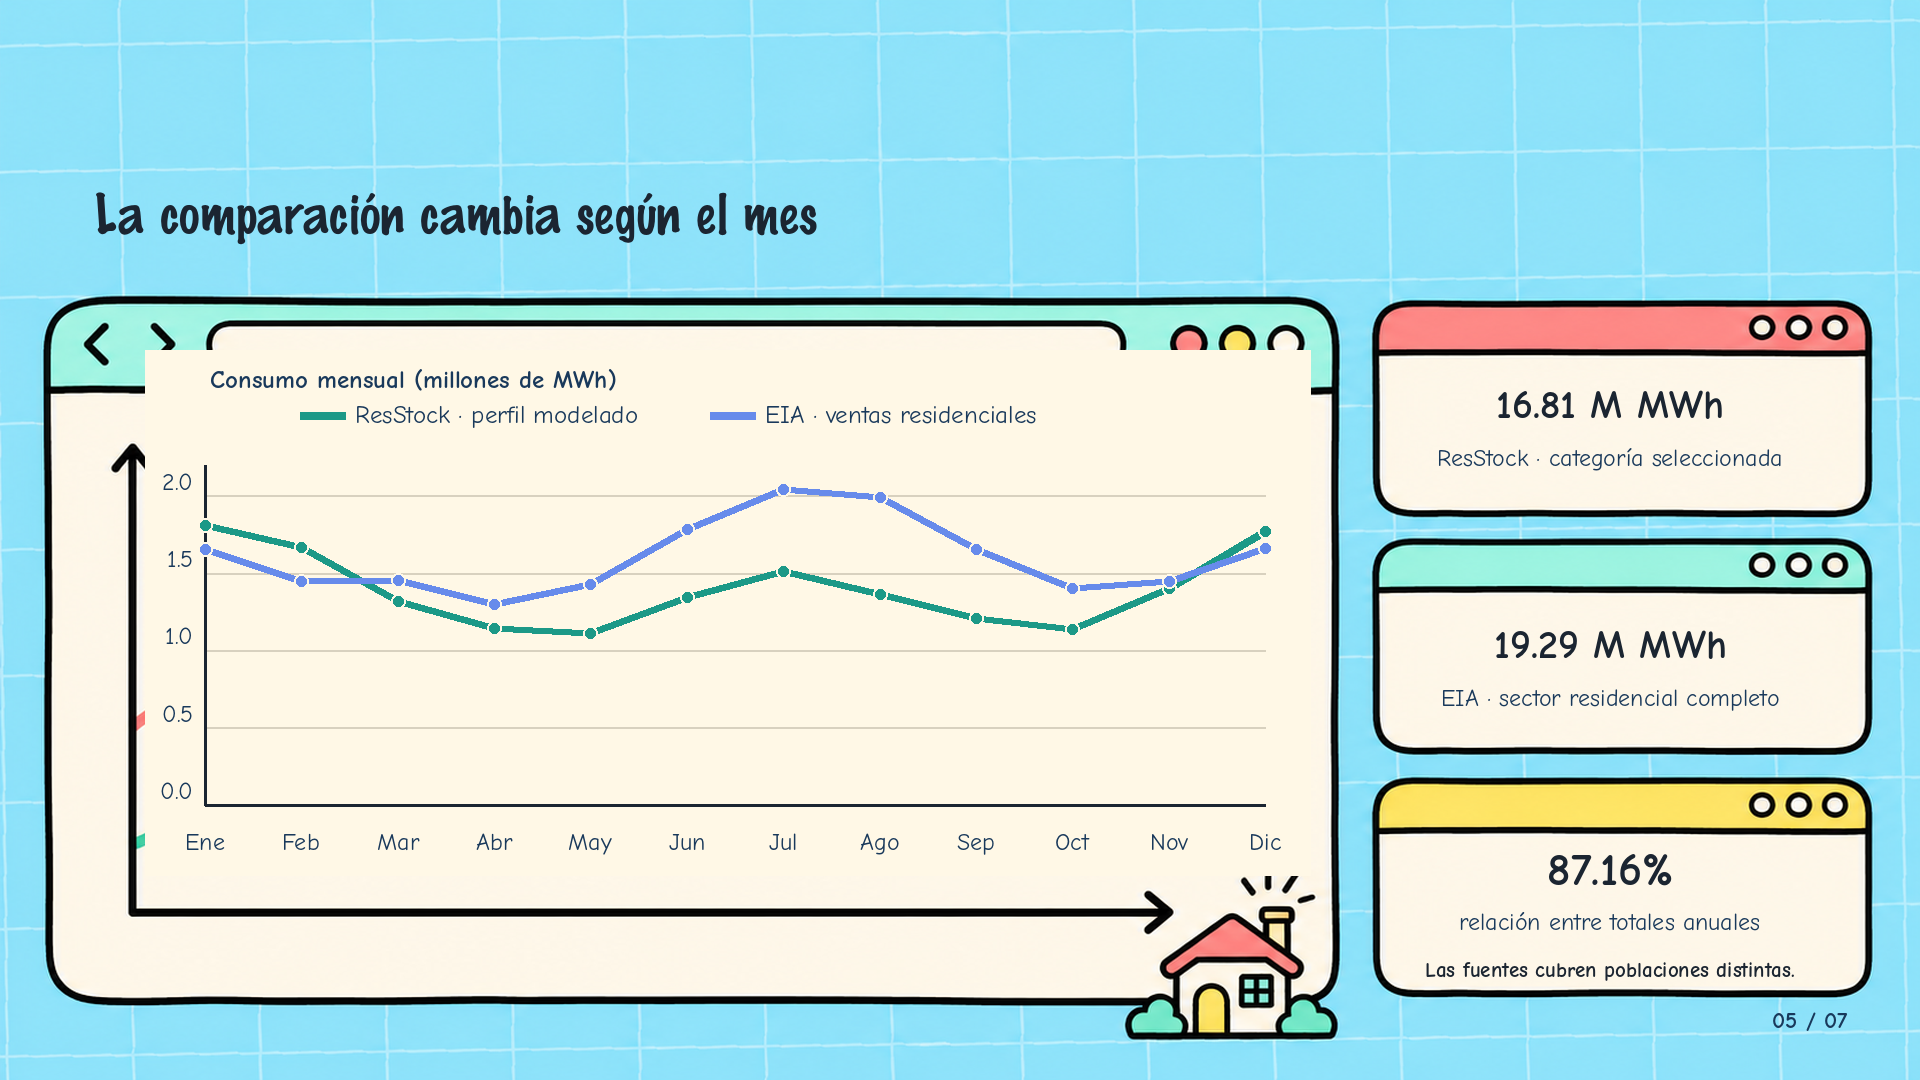 La comparación cambia según el mes
Consumo mensual (millones de MWh)
ResStock · perfil modelado
EIA · ventas residenciales
2.0
1.5
1.0
0.5
0.0
Ene Feb Mar Abr May Jun Jul Ago Sep Oct Nov Dic
16.81 M MWh
ResStock · categoría seleccionada
19.29 M MWh
EIA · sector residencial completo
87.16%
relación entre totales anuales
Las fuentes cubren poblaciones distintas.
05 / 07